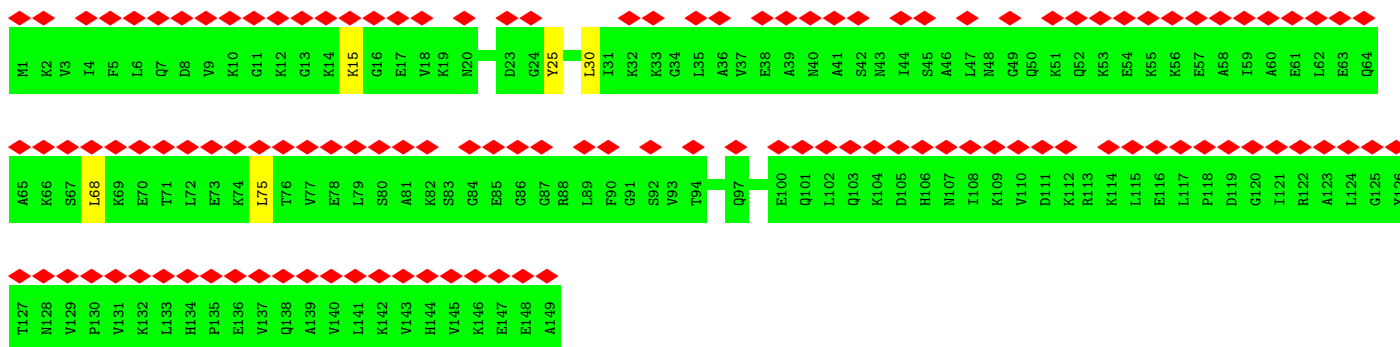 M1 K2 V3 I4 F5 L6 Q7 D8 V9 K10 G11 K12 G13 K14 K15 G16 E17 V18 K19 N20 D23 G24 Y25 L30 I31 K32 K33 G34 L35 A36 V37 E38 A39 N40 A41 S42 N43 I44 S45 A46 L47 N48 G49 Q50 K51 Q52 K53 E54 K55 K56 E57 A58 I59 A60 E61 L62 E63 Q64
A65 K66 S67 L68 K69 E70 T71 L72 E73 K74 L75 T76 V77 E78 L79 S80 A81 K82 S83 G84 E85 G86 G87 R88 L89 F90 G91 S92 V93 T94 Q97 E100 Q101 L102 Q103 K104 D105 H106 N107 I108 K109 V110 D111 K112 R113 K114 L115 E116 L117 P118 D119 G120 I121 R122 A123 L124 G125 Y126
T127 N128 V129 P130 V131 K132 L133 H134 P135 E136 V137 Q138 A139 V140 L141 K142 V143 H144 V145 K146 E147 E148 A149